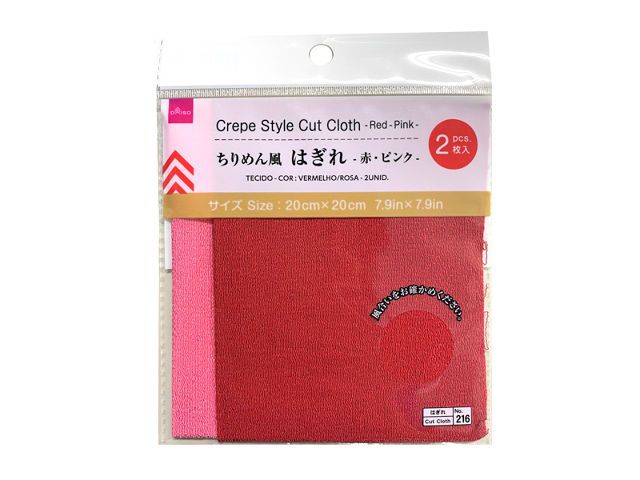 DAISO
Crepe Style Cut Cloth -Red-Pink-
ちりめん風 はぎれ -赤・ピンク-
TECIDO - COR : VERMELHO/ROSA - 2UNID.
2 pcs.
枚入
サイズ Size : 20cm×20cm 7.9in×7.9in
風合いをお確かめください。
はぎれ
Cut Cloth
No.
216